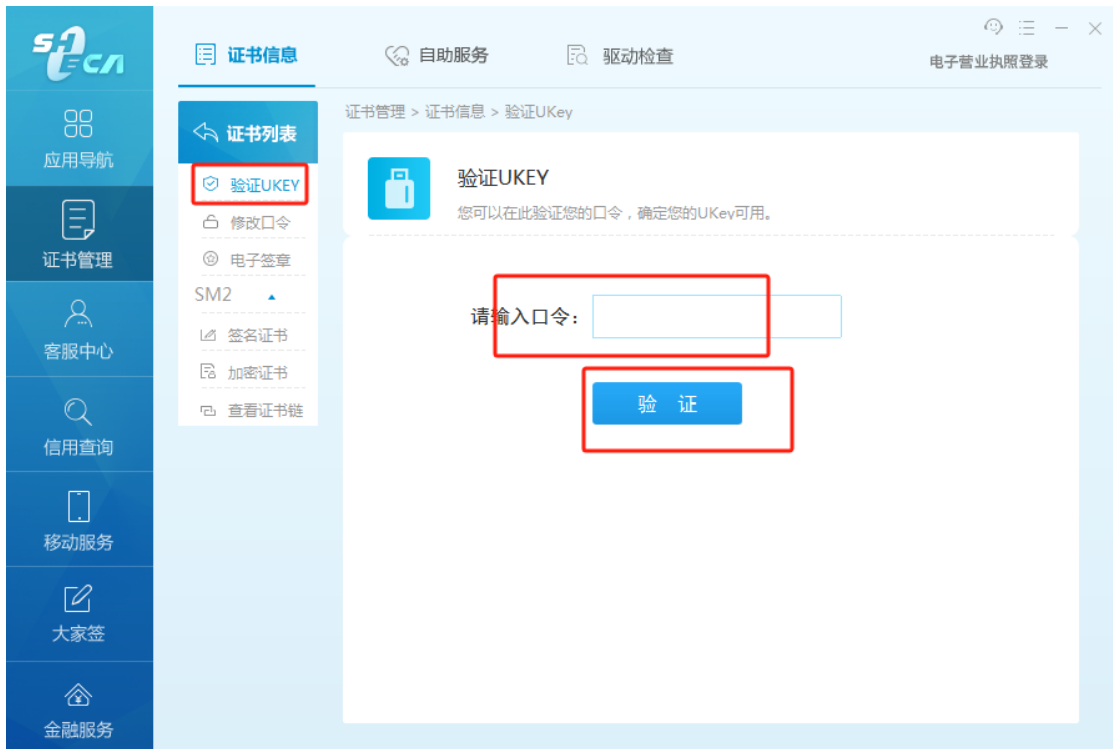 证书信息
自助服务
驱动检查
电子营业执照登录
应用导航
证书管理
客服中心
信用查询
移动服务
大家签
金融服务
证书列表
验证UKEY
修改口令
电子签章
SM2
签名证书
加密证书
查看证书链
证书管理 > 证书信息 > 验证UKey
验证UKEY
您可以在此验证您的口令，确定您的UKey可用。
请输入口令：
验 证